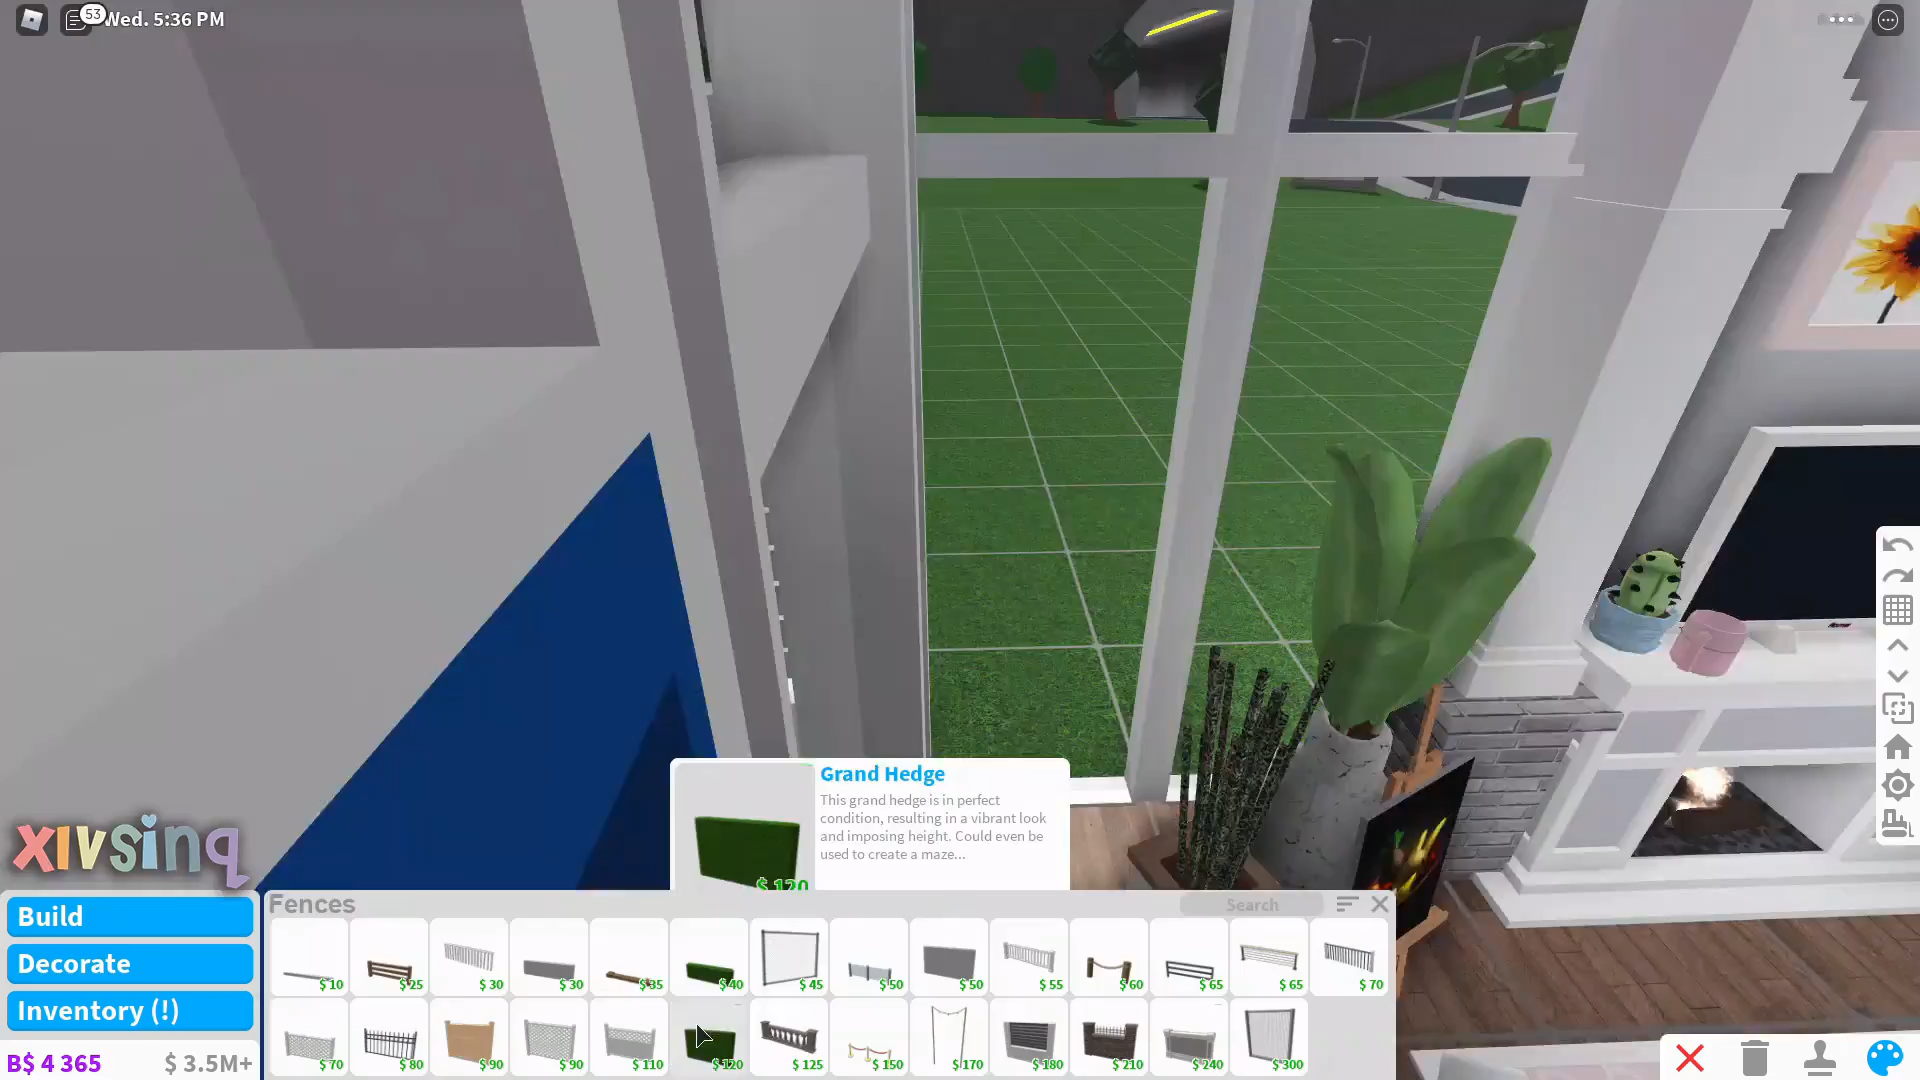 53
Wed. 5:36 PM
Grand Hedge
This grand hedge is in perfect
condition, resulting in a vibrant look
and imposing height. Could even be
used to create a maze...
$ 120
xivsinq
Build
Decorate
Inventory (!)
B$ 4 365
$ 3.5M+
Fences
Search
$ 10
$ 25
$ 30
$ 30
$ 35
$ 40
$ 45
$ 50
$ 50
$ 55
$ 60
$ 65
$ 65
$ 70
$ 70
$ 80
$ 90
$ 90
$ 110
$ 120
$ 125
$ 150
$ 170
$ 180
$ 210
$ 240
$ 300